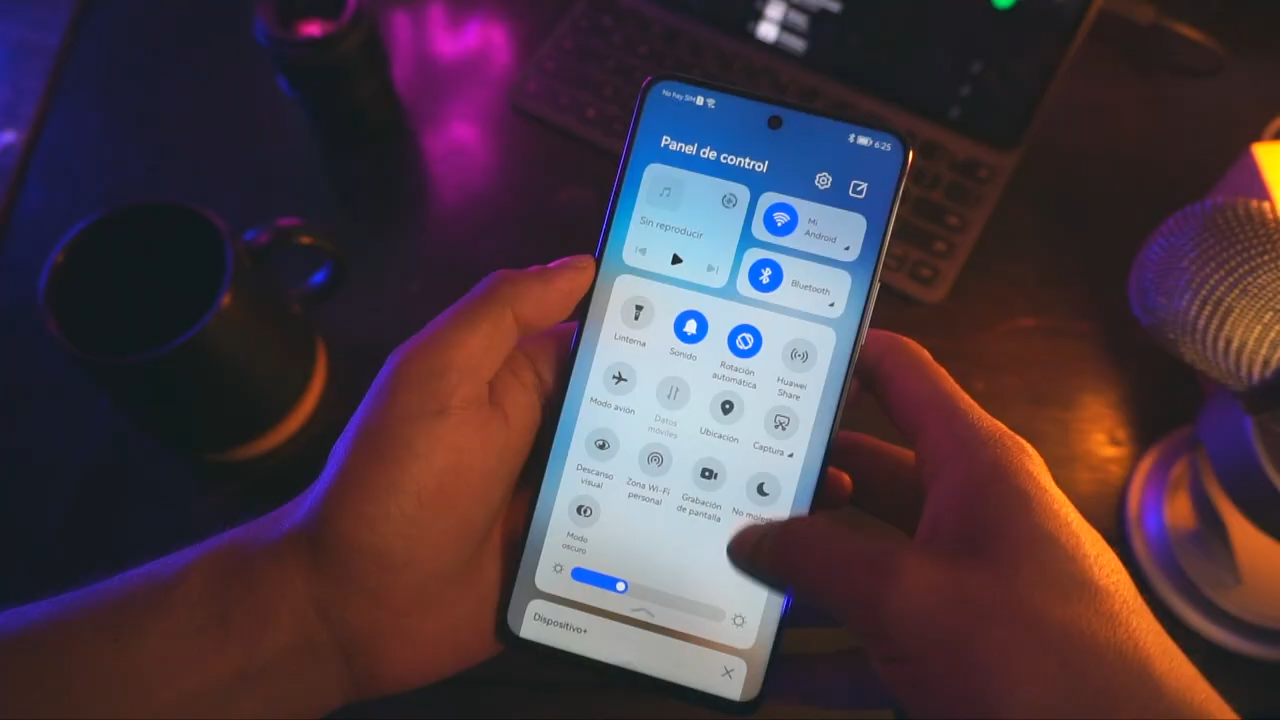 No hay SIM
6:25
Panel de control
Sin reproducir
Mi
Android
Bluetooth
Linterna
Sonido
Rotación
automática
Huawei
Share
Modo avión
Datos
móviles
Ubicación
Captura
Descanso
visual
Zona Wi-Fi
personal
Grabación
de pantalla
No
Modo
oscuro
Dispositivo+